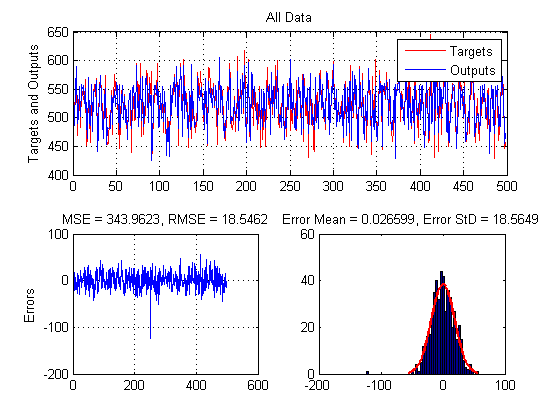 All Data
Targets and Outputs
650
600
550
500
450
400
0 50 100 150 200 250 300 350 400 450 500
Targets
Outputs
MSE = 343.9623, RMSE = 18.5462
Errors
100
0
-100
-200
0 200 400 600
Error Mean = 0.026599, Error StD = 18.5649
60
40
20
0
-200 -100 0 100